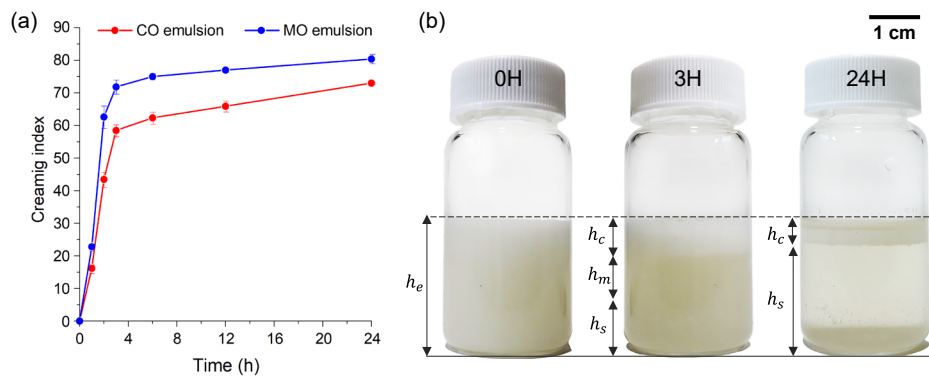 (a)
CO emulsion
MO emulsion
90
80
70
60
50
40
30
20
10
0
Creamig index
0
4
8
12
16
20
24
Time (h)
(b)
1 cm
0H
3H
24H
h_e
h_c
h_m
h_s
h_c
h_s